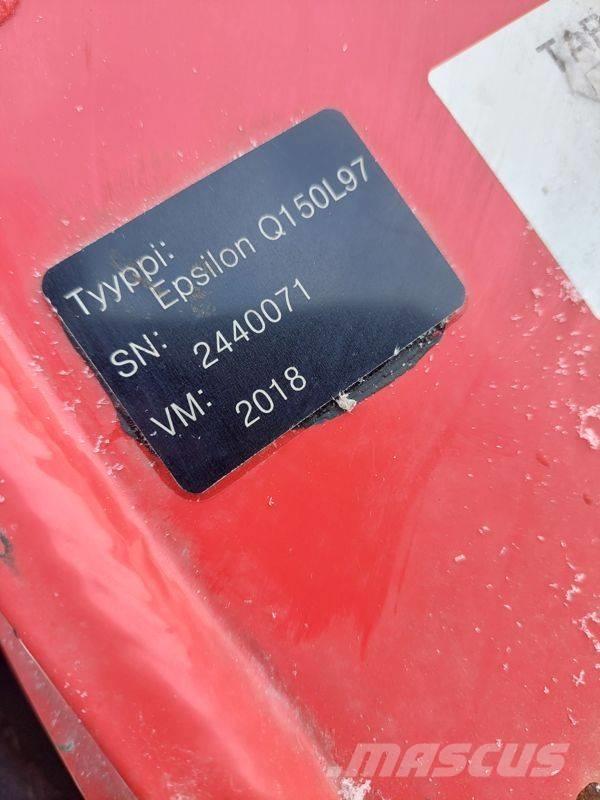 Tyyppi:
Epsilon Q150L97
SN: 2440071
VM: 2018
MASCUS